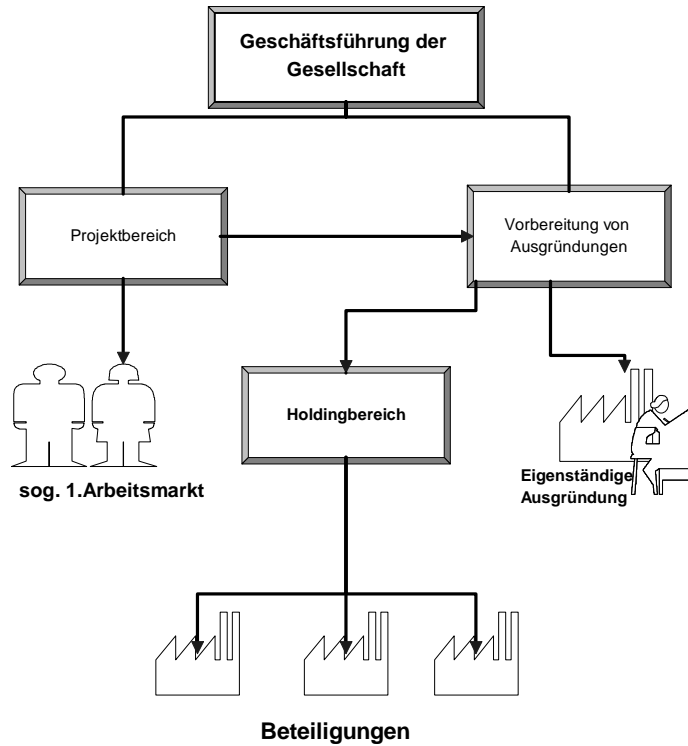 Geschäftsführung der
Gesellschaft
Projektbereich
Vorbereitung von
Ausgründungen
Holdingbereich
sog. 1.Arbeitsmarkt
Eigenständige
Ausgründung
Beteiligungen